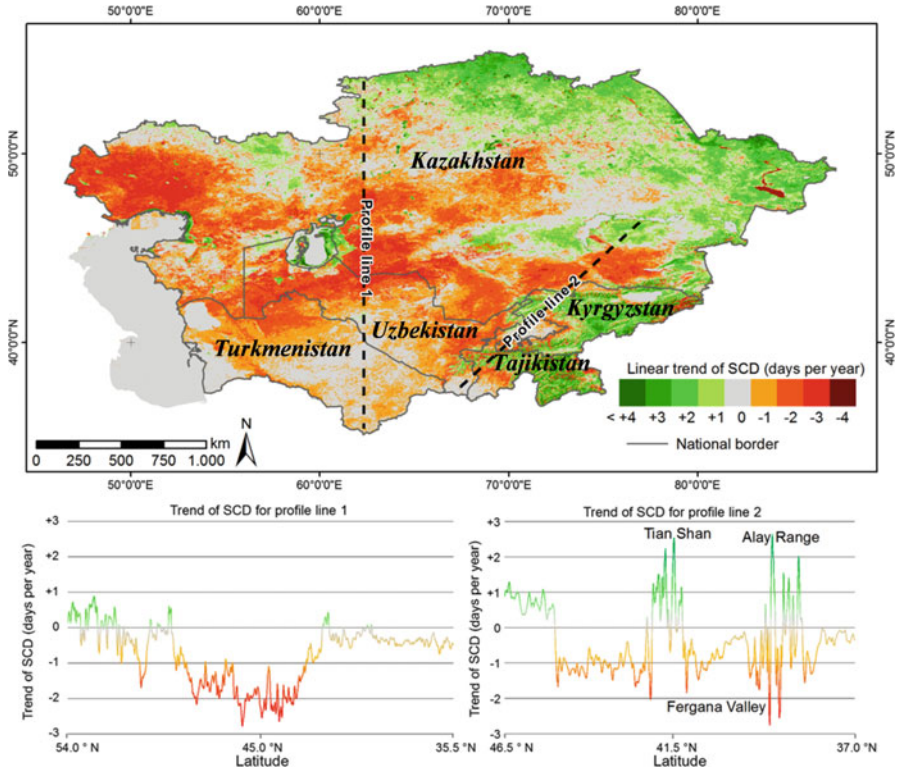 50°0'0"E 60°0'0"E 70°0'0"E 80°0'0"E
50°0'0"N
40°0'0"N
50°0'0"N
40°0'0"N
Kazakhstan
Profile line 1
Profile line 2
Kyrgyzstan
Uzbekistan
Turkmenistan
Tajikistan
Linear trend of SCD (days per year)
< +4 +3 +2 +1 0 -1 -2 -3 -4
National border
N
km
0 250 500 750 1.000
50°0'0"E 60°0'0"E 70°0'0"E 80°0'0"E
Trend of SCD for profile line 1
Trend of SCD (days per year)
+3
+2
+1
0
-1
-2
-3
54.0 °N 45.0 °N 35.5 °N
Latitude
Trend of SCD for profile line 2
Trend of SCD (days per year)
+3
+2
+1
0
-1
-2
-3
Tian Shan
Alay Range
Fergana Valley
46.5 °N 41.5 °N 37.0 °N
Latitude